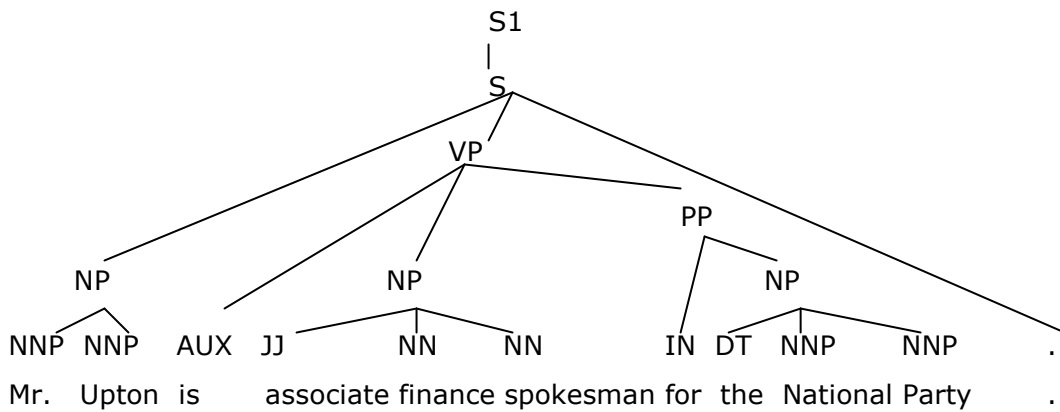 S1
S
VP
PP
NP NP NP
NNP NNP AUX JJ NN NN IN DT NNP NNP .
Mr. Upton is associate finance spokesman for the National Party .